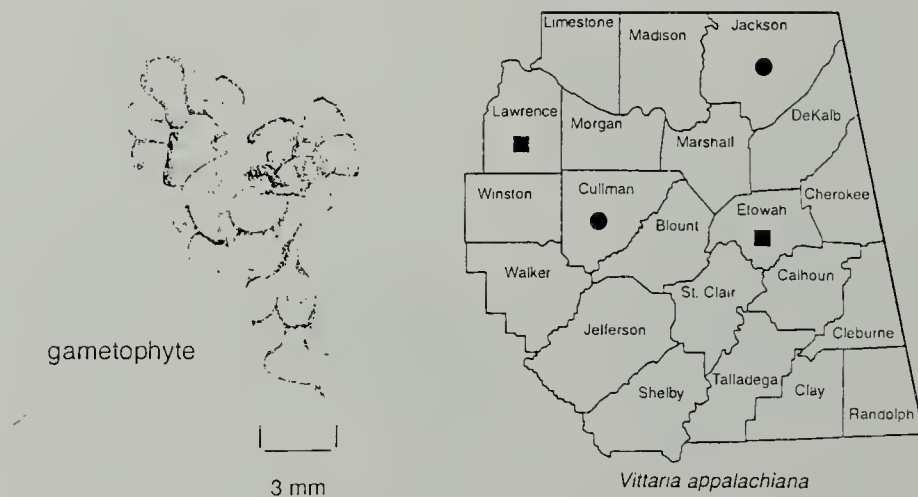 gametophyte
3 mm
Limestone
Madison
Jackson
Lawrence
Morgan
Marshall
DeKalb
Winston
Cullman
Blount
Etowah
Cherokee
Walker
St. Clair
Calhoun
Jefferson
Cleburne
Shelby
Talladega
Clay
Randolph
Vittaria appalachiana